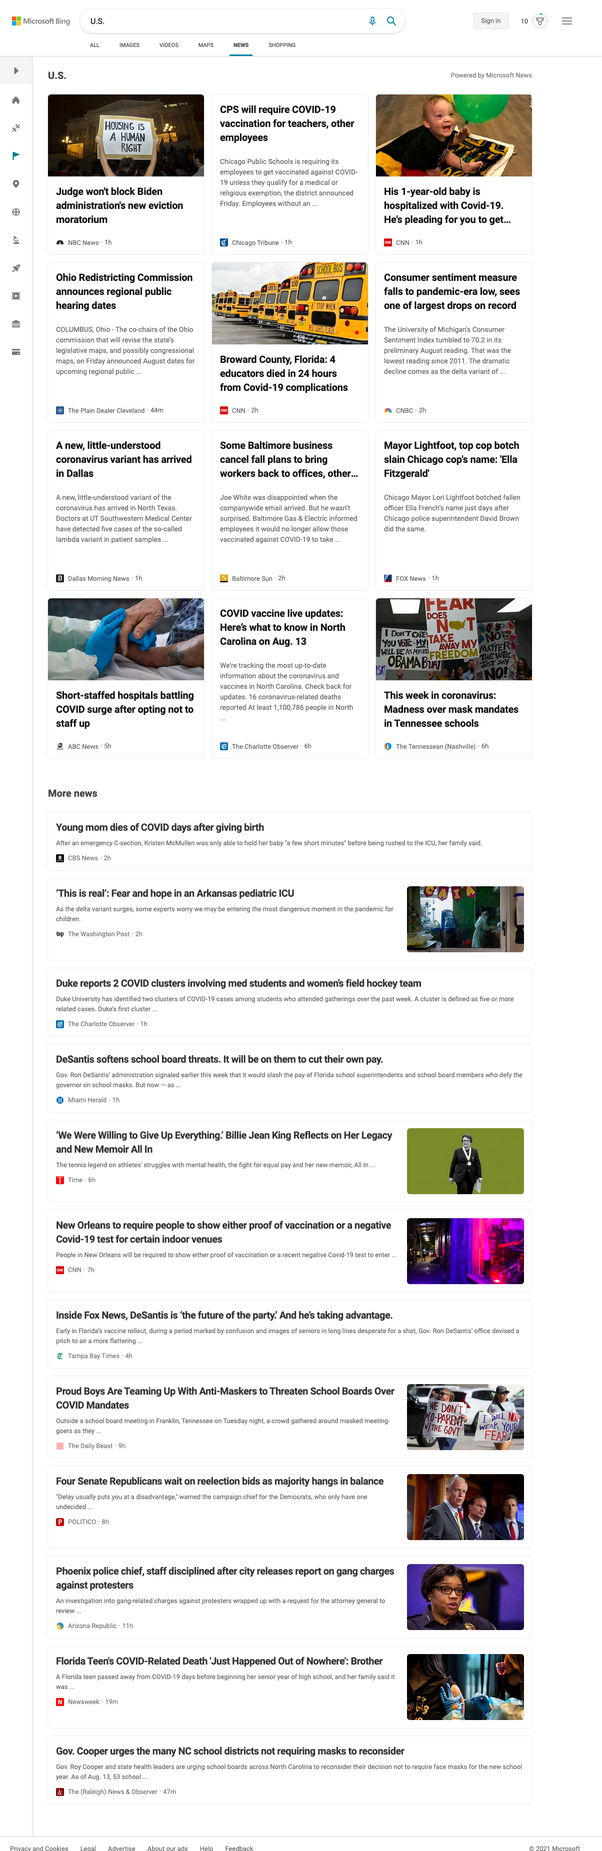 Microsoft Bing
U.S.
Sign in
10
ALL IMAGES VIDEOS MAPS NEWS SHOPPING
U.S.
Powered by Microsoft News
HOUSING IS
A HUMAN
RIGHT
Judge won't block Biden
administration's new eviction
moratorium
NBC News · 1h
CPS will require COVID-19
vaccination for teachers, other
employees
Chicago Public Schools is requiring its
employees to get vaccinated against COVID-
19 unless they qualify for a medical or
religious exemption, the district announced
Friday. Employees without an ...
Chicago Tribune · 1h
His 1-year-old baby is
hospitalized with Covid-19.
He's pleading for you to get...
CNN · 1h
Ohio Redistricting Commission
announces regional public
hearing dates
COLUMBUS, Ohio - The co-chairs of the Ohio
commission that will revise the state's
legislative maps, and possibly congressional
maps, on Friday announced August dates for
upcoming regional public ...
The Plain Dealer Cleveland · 44m
SCHOOL BUS
Broward County, Florida: 4
educators died in 24 hours
from Covid-19 complications
CNN · 2h
Consumer sentiment measure
falls to pandemic-era low, sees
one of largest drops on record
The University of Michigan's Consumer
Sentiment Index tumbled to 70.2 in its
preliminary August reading. That was the
lowest reading since 2011. The dramatic
decline comes as the delta variant of ...
CNBC · 2h
A new, little-understood
coronavirus variant has arrived
in Dallas
A new, little-understood variant of the
coronavirus has arrived in North Texas.
Doctors at UT Southwestern Medical Center
have detected five cases of the so-called
lambda variant in patient samples ...
Dallas Morning News · 1h
Some Baltimore business
cancel fall plans to bring
workers back to offices, other...
Joe White was disappointed when the
companywide email arrived. But he wasn't
surprised. Baltimore Gas & Electric informed
employees it would no longer allow those
vaccinated against COVID-19 to take ...
Baltimore Sun · 2h
Mayor Lightfoot, top cop botch
slain Chicago cop's name: 'Ella
Fitzgerald'
Chicago Mayor Lori Lightfoot botched fallen
officer Ella French's name just days after
Chicago police superintendent David Brown
did the same.
FOX News · 1h
Short-staffed hospitals battling
COVID surge after opting not to
staff up
ABC News · 5h
COVID vaccine live updates:
Here's what to know in North
Carolina on Aug. 13
We're tracking the most up-to-date
information about the coronavirus and
vaccines in North Carolina. Check back for
updates. 16 coronavirus-related deaths
reported At least 1,100,786 people in North
...
The Charlotte Observer · 6h
FEAR
DOES
NOT
TAKE AWAY MY
FREEDOM
This week in coronavirus:
Madness over mask mandates
in Tennessee schools
The Tennessean (Nashville) · 6h
More news
Young mom dies of COVID days after giving birth
After an emergency C-section, Kristen McMullen was only able to hold her baby "a few short minutes" before being rushed to the ICU, her family said.
CBS News · 2h
'This is real': Fear and hope in an Arkansas pediatric ICU
As the delta variant surges, some experts worry we may be entering the most dangerous moment in the pandemic for
children.
The Washington Post · 2h
Duke reports 2 COVID clusters involving med students and women's field hockey team
Duke University has identified two clusters of COVID-19 cases among students who attended gatherings over the past week. A cluster is defined as five or more
related cases. Duke's first cluster ...
The Charlotte Observer · 1h
DeSantis softens school board threats. It will be on them to cut their own pay.
Gov. Ron DeSantis' administration signaled earlier this week that it would slash the pay of Florida school superintendents and school board members who defy the
governor on school masks. But now — as ...
Miami Herald · 1h
'We Were Willing to Give Up Everything.' Billie Jean King Reflects on Her Legacy
and New Memoir All In
The tennis legend on athletes' struggles with mental health, the fight for equal pay and her new memoir, All In ...
Time · 6h
New Orleans to require people to show either proof of vaccination or a negative
Covid-19 test for certain indoor venues
People in New Orleans will be required to show either proof of vaccination or a recent negative Covid-19 test to enter ...
CNN · 7h
Inside Fox News, DeSantis is 'the future of the party.' And he's taking advantage.
Early in Florida's vaccine rollout, during a period marked by confusion and images of seniors in long lines desperate for a shot, Gov. Ron DeSantis' office devised a
pitch to air a more flattering ...
Tampa Bay Times · 4h
Proud Boys Are Teaming Up With Anti-Maskers to Threaten School Boards Over
COVID Mandates
Outside a school board meeting in Franklin, Tennessee on Tuesday night, a crowd gathered around masked meeting-
goers as they ...
The Daily Beast · 9h
WE DON'T
CO-PARENT
W/ THE GOVT
I WILL NOT
WEAR YOUR
FEAR
Four Senate Republicans wait on reelection bids as majority hangs in balance
"Delay usually puts you at a disadvantage," warned the campaign chief for the Democrats, who only have one
undecided ...
POLITICO · 8h
Phoenix police chief, staff disciplined after city releases report on gang charges
against protesters
An investigation into gang-related charges against protesters wrapped up with a request for the attorney general to
review ...
Arizona Republic · 11h
Florida Teen's COVID-Related Death 'Just Happened Out of Nowhere': Brother
A Florida teen passed away from COVID-19 days before beginning her senior year of high school, and her family said it
was ...
Newsweek · 19m
Gov. Cooper urges the many NC school districts not requiring masks to reconsider
Gov. Roy Cooper and state health leaders are urging school boards across North Carolina to reconsider their decision not to require face masks for the new school
year. As of Aug. 13, 53 school ...
The (Raleigh) News & Observer · 47m
Privacy and Cookies Legal Advertise About our ads Help Feedback
© 2021 Microsoft